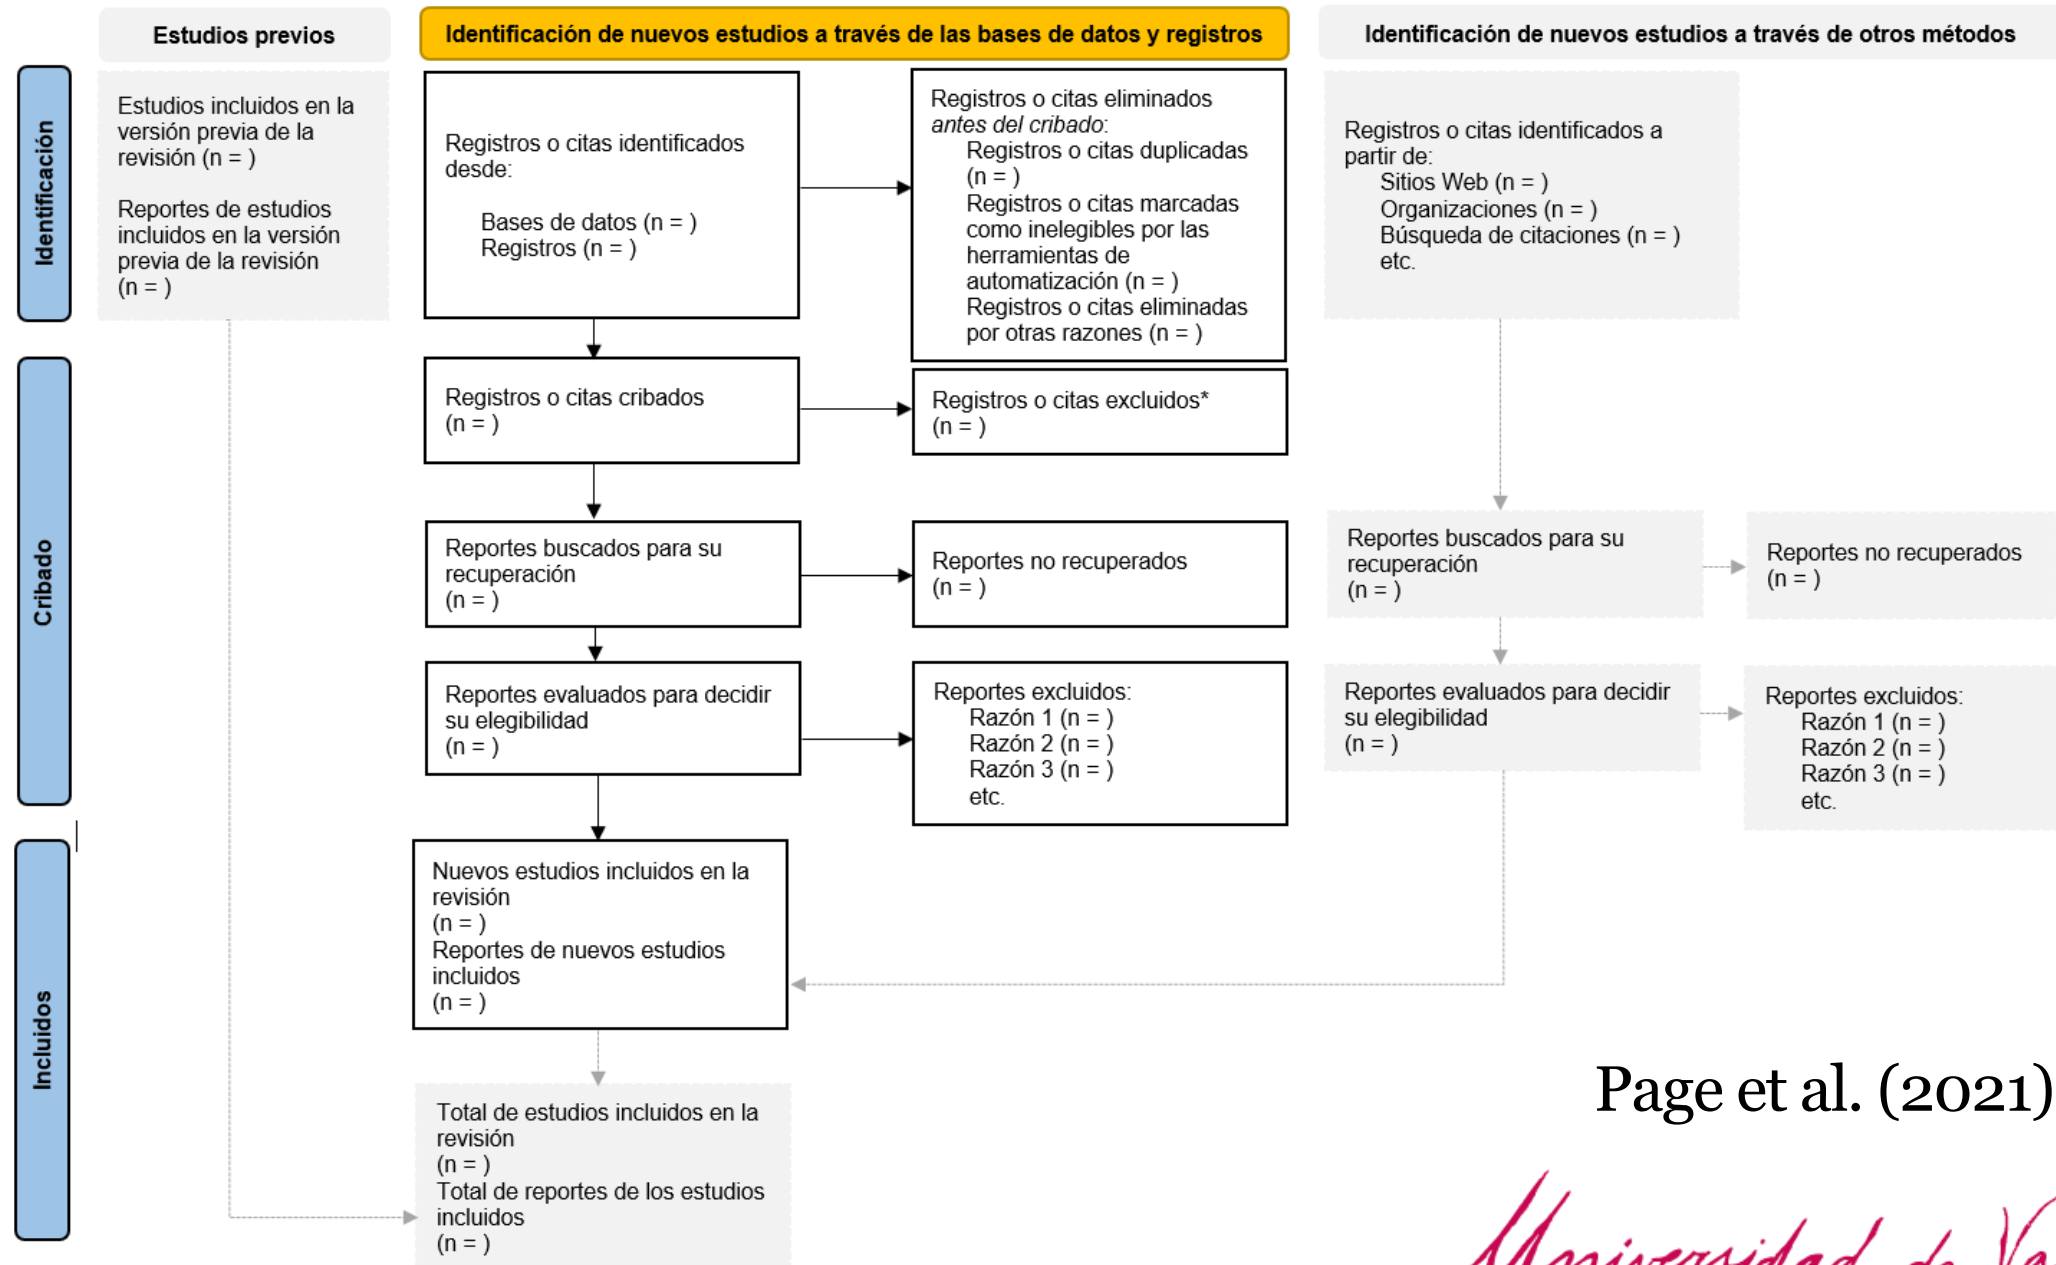 Estudios previos
Identificación de nuevos estudios a través de las bases de datos y registros
Identificación de nuevos estudios a través de otros métodos
Identificación
Estudios incluidos en la
versión previa de la
revisión (n = )
Reportes de estudios
incluidos en la versión
previa de la revisión
(n = )
Registros o citas identificados
desde:
Bases de datos (n = )
Registros (n = )
Registros o citas eliminados
antes del cribado:
Registros o citas duplicadas
(n = )
Registros o citas marcadas
como inelegibles por las
herramientas de
automatización (n = )
Registros o citas eliminadas
por otras razones (n = )
Registros o citas identificados a
partir de:
Sitios Web (n = )
Organizaciones (n = )
Búsqueda de citaciones (n = )
etc.
Cribado
Registros o citas cribados
(n = )
Registros o citas excluidos*
(n = )
Reportes buscados para su
recuperación
(n = )
Reportes no recuperados
(n = )
Reportes buscados para su
recuperación
(n = )
Reportes no recuperados
(n = )
Reportes evaluados para decidir
su elegibilidad
(n = )
Reportes excluidos:
Razón 1 (n = )
Razón 2 (n = )
Razón 3 (n = )
etc.
Reportes evaluados para decidir
su elegibilidad
(n = )
Reportes excluidos:
Razón 1 (n = )
Razón 2 (n = )
Razón 3 (n = )
etc.
Incluidos
Nuevos estudios incluidos en la
revisión
(n = )
Reportes de nuevos estudios
incluidos
(n = )
Total de estudios incluidos en la
revisión
(n = )
Total de reportes de los estudios
incluidos
(n = )
Page et al. (2021)
Universidad de Va